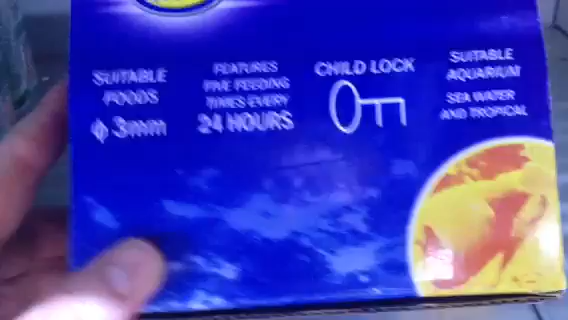 SUITABLE
FOODS
ϕ 3mm
FEATURES
FIVE FEEDING
TIMES EVERY
24 HOURS
CHILD LOCK
SUITABLE
AQUARIUM
SEA WATER
AND TROPICAL